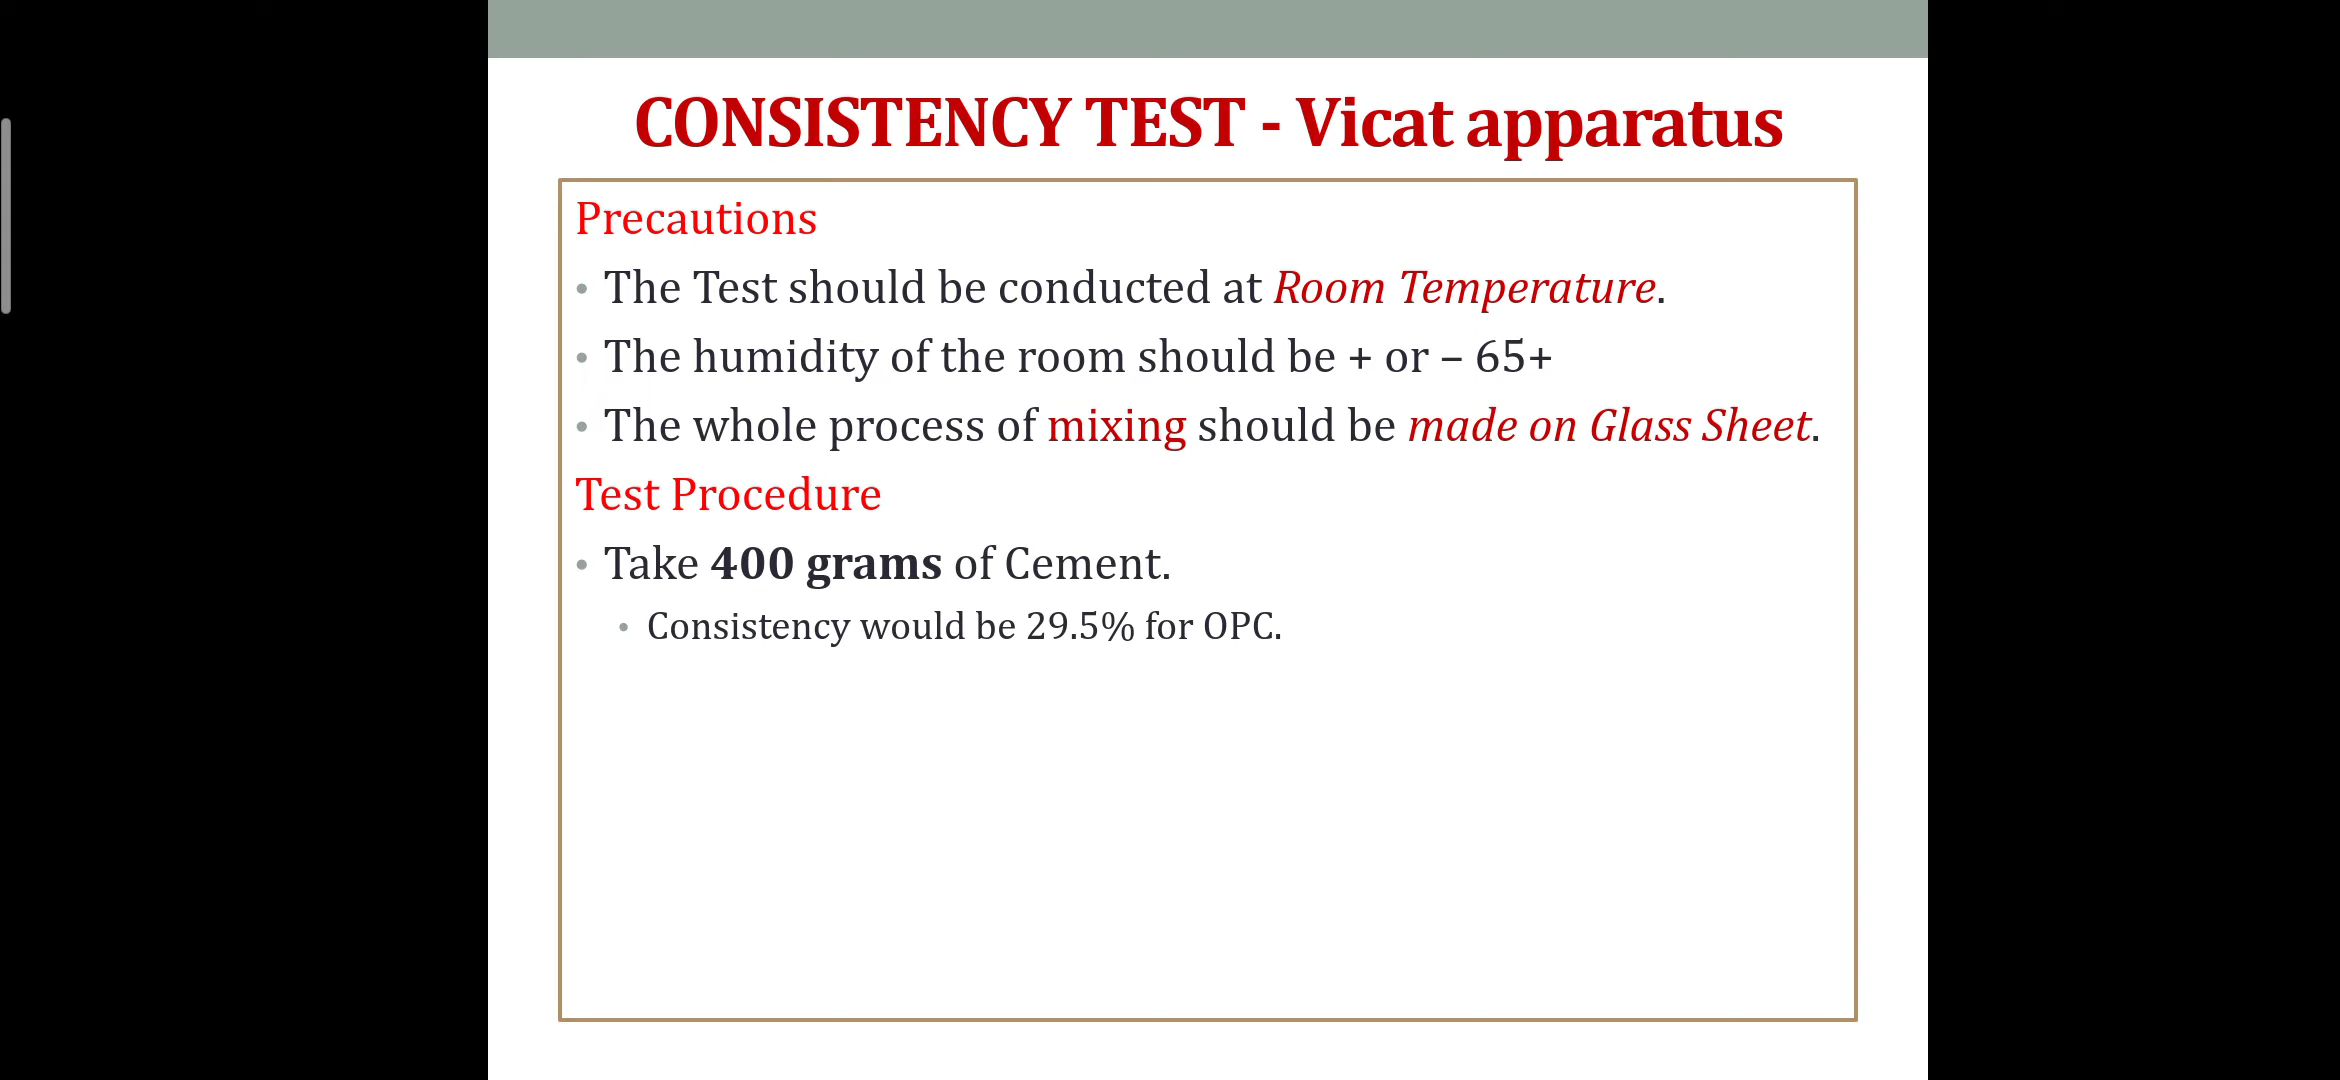 CONSISTENCY TEST - Vicat apparatus
Precautions
• The Test should be conducted at Room Temperature.
• The humidity of the room should be + or – 65+
• The whole process of mixing should be made on Glass Sheet.
Test Procedure
• Take 400 grams of Cement.
• Consistency would be 29.5% for OPC.